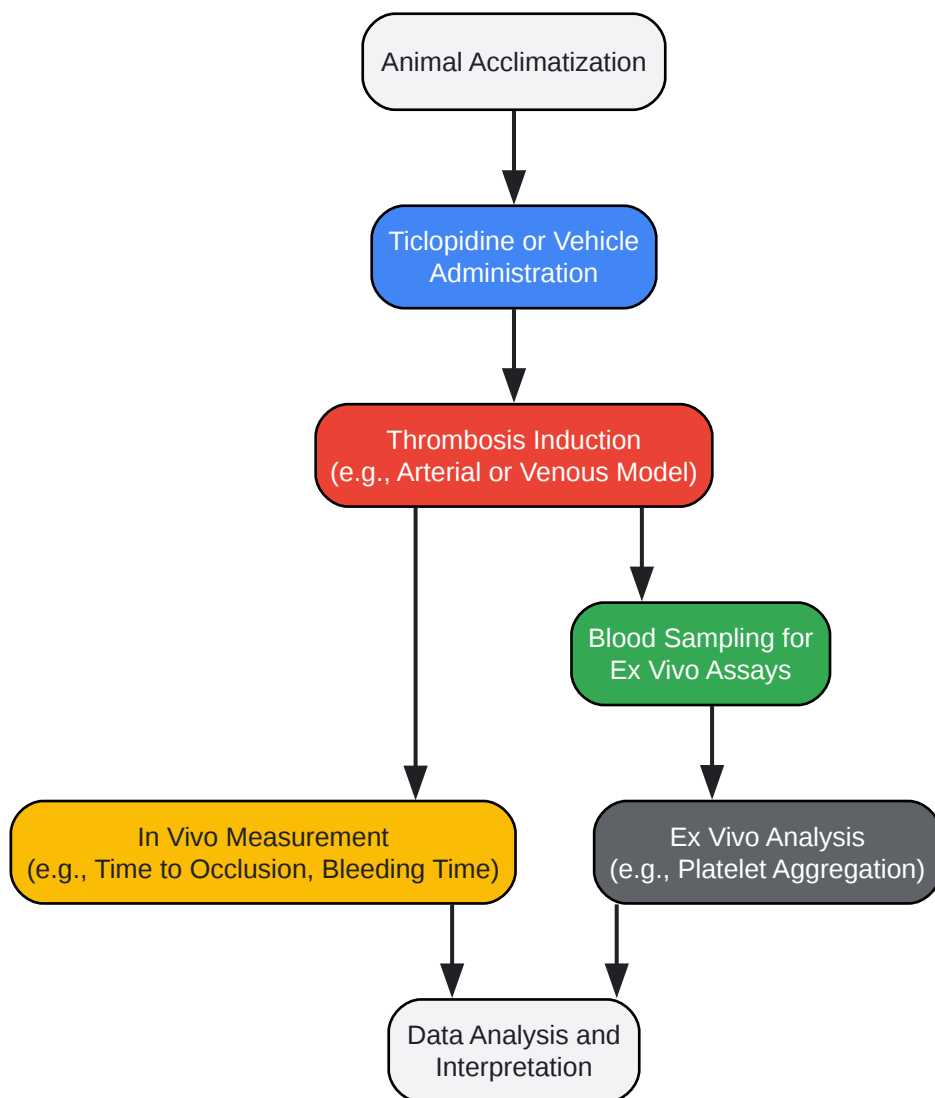 Animal Acclimatization
Ticlopidine or Vehicle
Administration
Thrombosis Induction
(e.g., Arterial or Venous Model)
Blood Sampling for
Ex Vivo Assays
In Vivo Measurement
(e.g., Time to Occlusion, Bleeding Time)
Ex Vivo Analysis
(e.g., Platelet Aggregation)
Data Analysis and
Interpretation